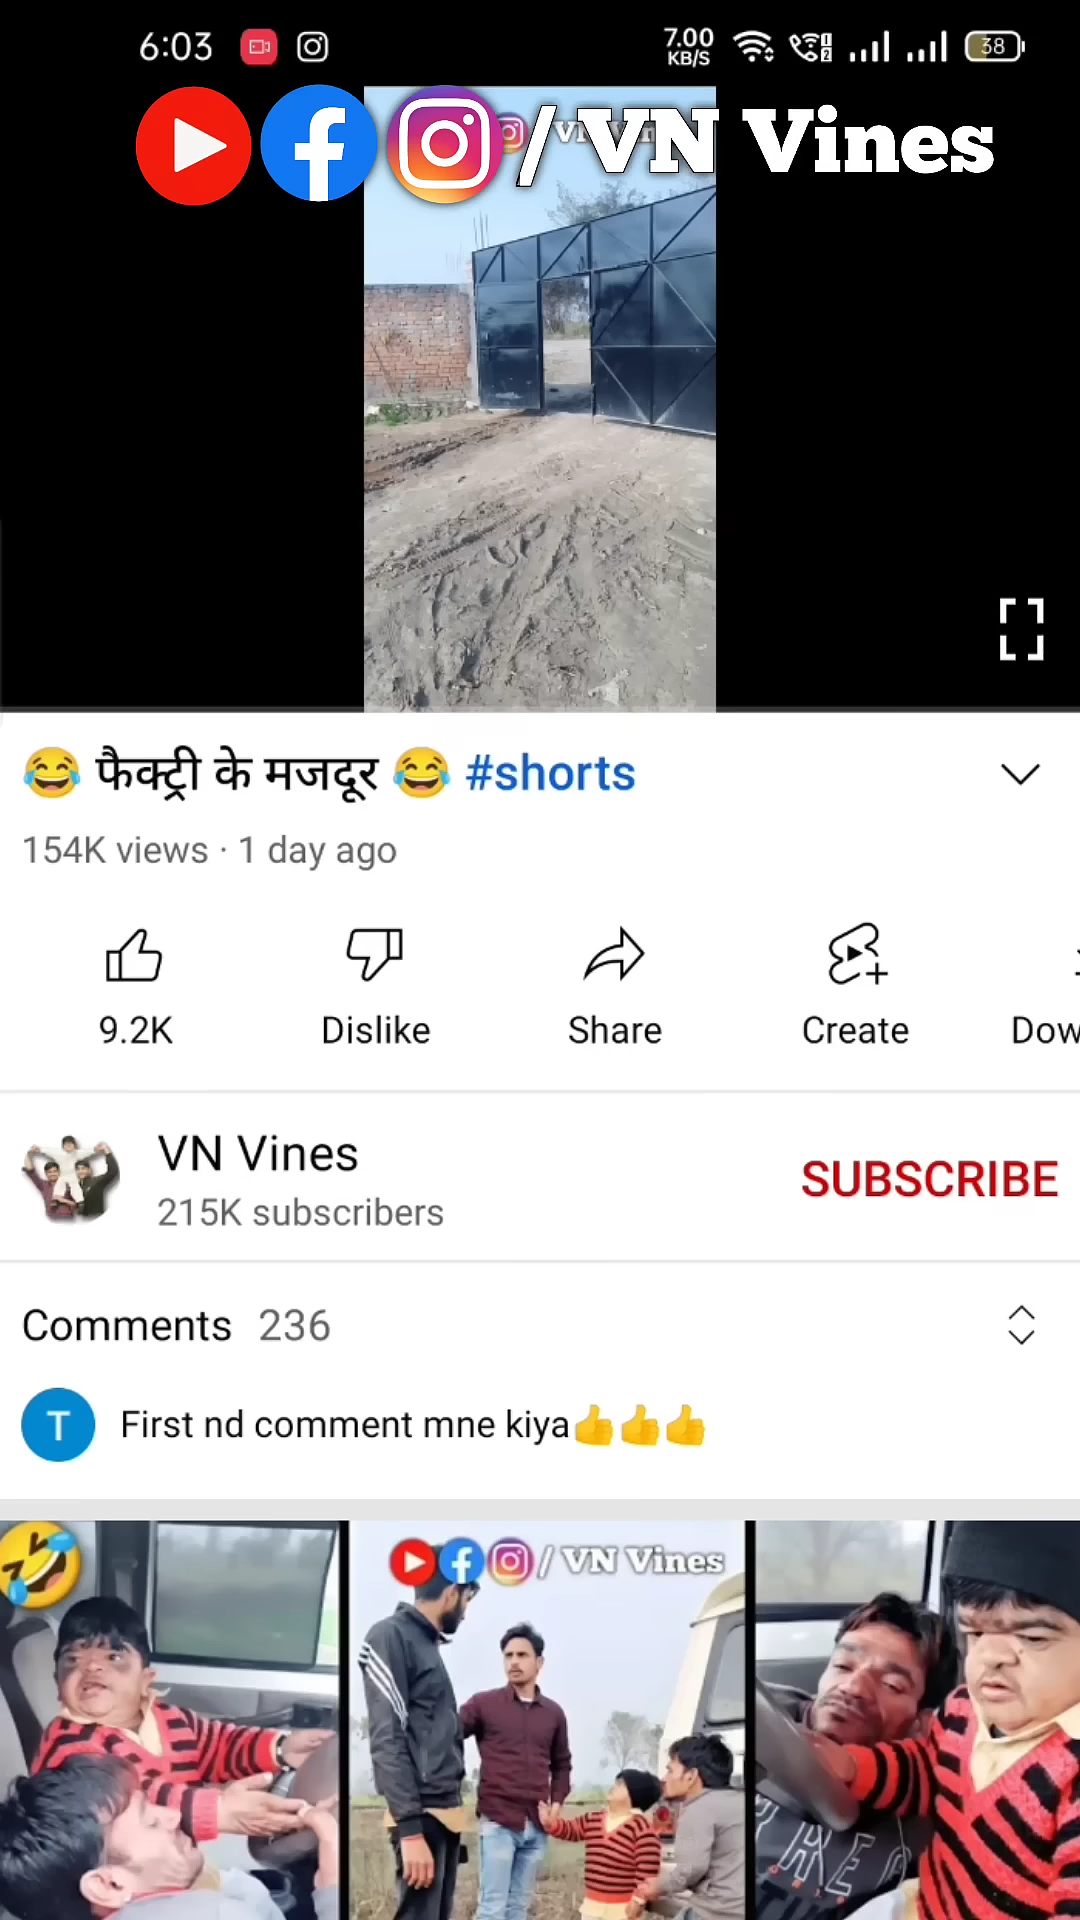 6:03
7.00
KB/S
38
/ VN Vines
😂 फैक्ट्री के मजदूर 😂 #shorts
154K views · 1 day ago
9.2K
Dislike
Share
Create
Dow
VN Vines
215K subscribers
SUBSCRIBE
Comments 236
T
First nd comment mne kiya👍👍👍
/ VN Vines